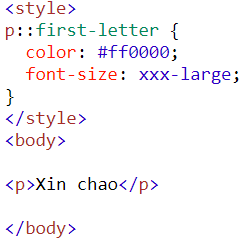 <style>
p::first-letter {
  color: #ff0000;
  font-size: xxx-large;
}
</style>
<body>
<p>Xin chao</p>
</body>